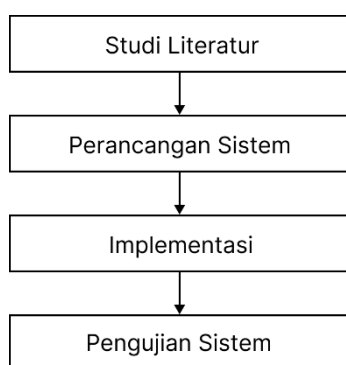 Studi Literatur
Perancangan Sistem
Implementasi
Pengujian Sistem